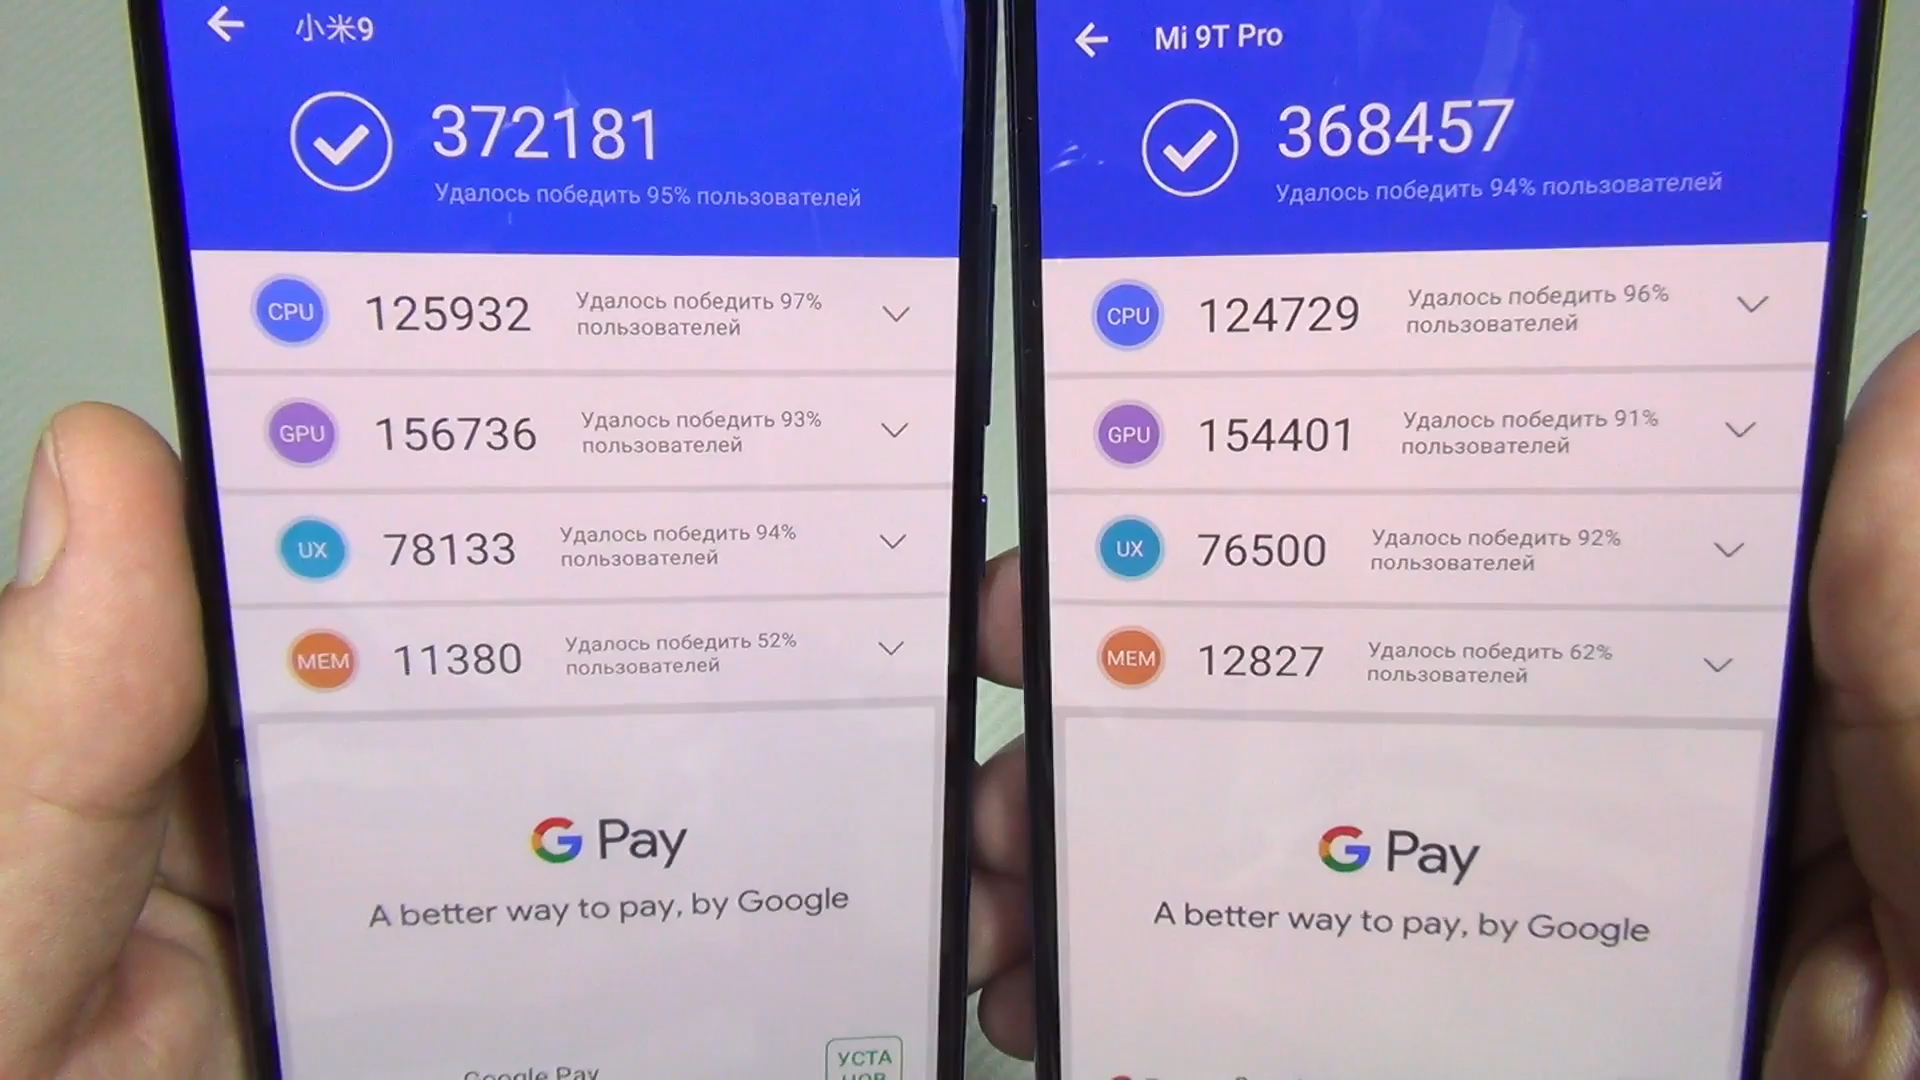 小米9
372181
Удалось победить 95% пользователей
CPU 125932 Удалось победить 97%
пользователей
GPU 156736 Удалось победить 93%
пользователей
UX 78133 Удалось победить 94%
пользователей
MEM 11380 Удалось победить 52%
пользователей
G Pay
A better way to pay, by Google
Google Pay
УСТА
НОВ
Mi 9T Pro
368457
Удалось победить 94% пользователей
CPU 124729 Удалось победить 96%
пользователей
GPU 154401 Удалось победить 91%
пользователей
UX 76500 Удалось победить 92%
пользователей
MEM 12827 Удалось победить 62%
пользователей
G Pay
A better way to pay, by Google